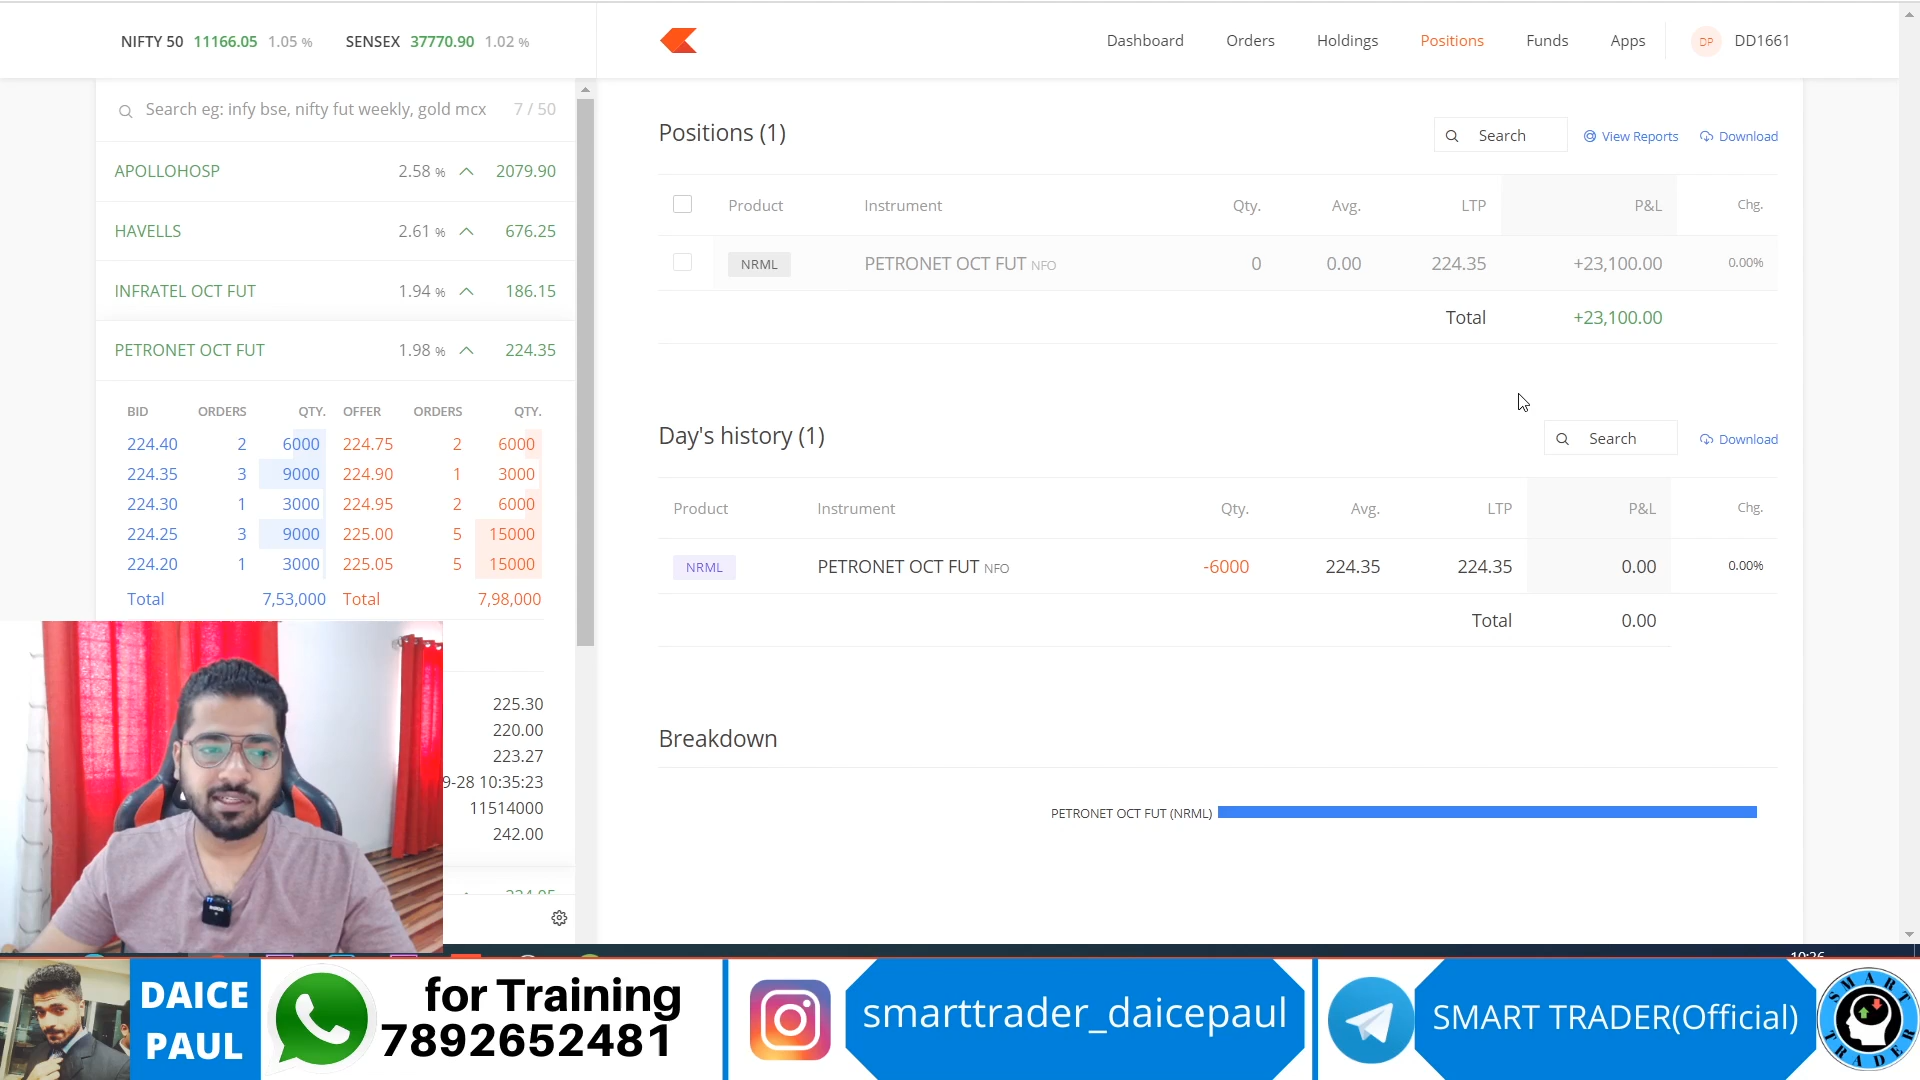 NIFTY 50 11166.05 1.05 % SENSEX 37770.90 1.02 %
Dashboard Orders Holdings Positions Funds Apps DP DD1661
Search eg: infy bse, nifty fut weekly, gold mcx 7 / 50
APOLLOHOSP 2.58 % 2079.90
HAVELLS 2.61 % 676.25
INFRATEL OCT FUT 1.94 % 186.15
PETRONET OCT FUT 1.98 % 224.35
BID ORDERS QTY. OFFER ORDERS QTY.
224.40 2 6000 224.75 2 6000
224.35 3 9000 224.90 1 3000
224.30 1 3000 224.95 2 6000
224.25 3 9000 225.00 5 15000
224.20 1 3000 225.05 5 15000
Total 7,53,000 Total 7,98,000
225.30
220.00
223.27
9-28 10:35:23
11514000
242.00
Positions (1) Search View Reports Download
Product Instrument Qty. Avg. LTP P&L Chg.
NRML PETRONET OCT FUT NFO 0 0.00 224.35 +23,100.00 0.00%
Total +23,100.00
Day's history (1) Search Download
Product Instrument Qty. Avg. LTP P&L Chg.
NRML PETRONET OCT FUT NFO -6000 224.35 224.35 0.00 0.00%
Total 0.00
Breakdown
PETRONET OCT FUT (NRML)
DAICE
PAUL
for Training
7892652481
smarttrader_daicepaul
SMART TRADER(Official)
SMART
TRADER